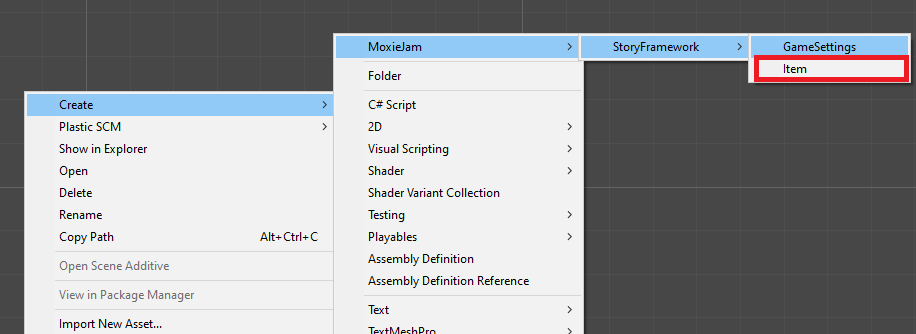 Create
Plastic SCM
Show in Explorer
Open
Delete
Rename
Copy Path Alt+Ctrl+C
Open Scene Additive
View in Package Manager
Import New Asset...
MoxieJam
Folder
C# Script
2D
Visual Scripting
Shader
Shader Variant Collection
Testing
Playables
Assembly Definition
Assembly Definition Reference
Text
TextMeshPro
StoryFramework
GameSettings
Item